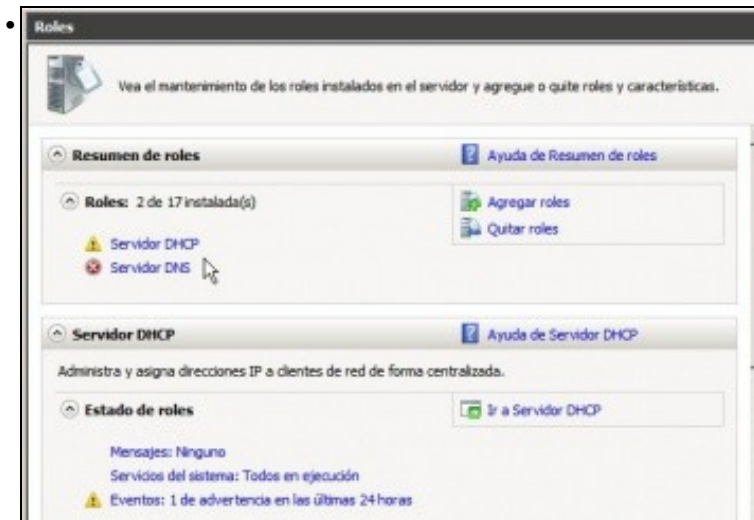 Roles
Vea el mantenimiento de los roles instalados en el servidor y agregue o quite roles y características.
Resumen de roles
Ayuda de Resumen de roles
Roles: 2 de 17 instalada(s)
Agregar roles
Quitar roles
Servidor DHCP
Servidor DNS
Servidor DHCP
Ayuda de Servidor DHCP
Administra y asigna direcciones IP a clientes de red de forma centralizada.
Estado de roles
Ir a Servidor DHCP
Mensajes: Ninguno
Servicios del sistema: Todos en ejecución
Eventos: 1 de advertencia en las últimas 24 horas